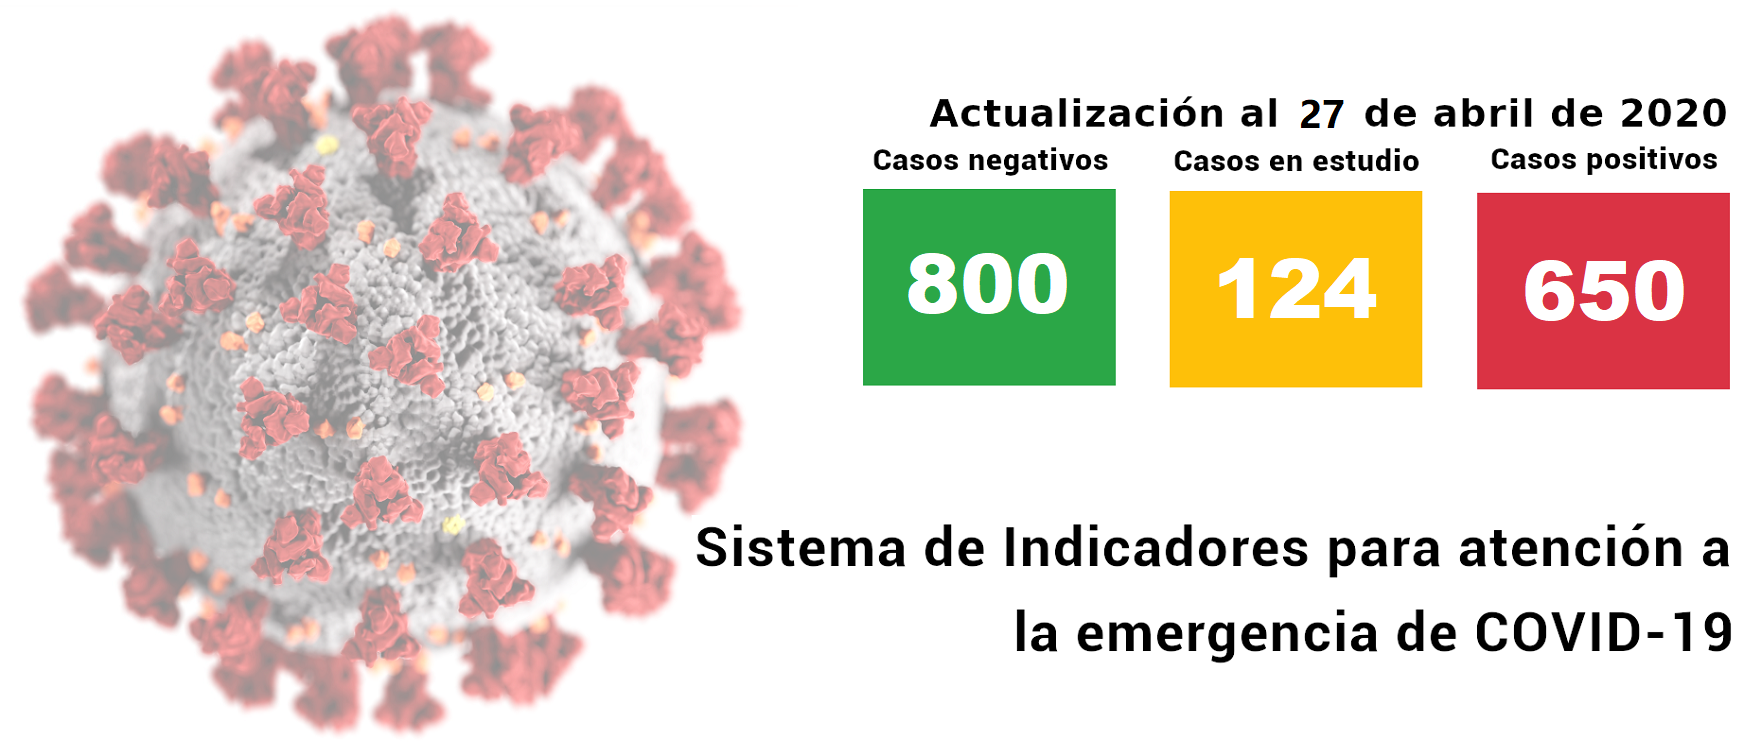 Actualización al 27 de abril de 2020
Casos negativos Casos en estudio Casos positivos
800 124 650
Sistema de Indicadores para atención a
la emergencia de COVID-19